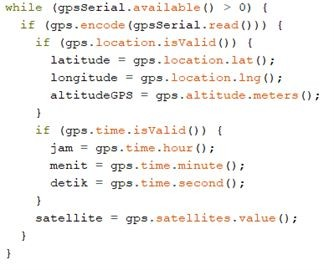 while (gpsSerial.available() > 0) {
  if (gps.encode(gpsSerial.read())) {
    if (gps.location.isValid()) {
      latitude = gps.location.lat();
      longitude = gps.location.lng();
      altitudeGPS = gps.altitude.meters();
    }
    if (gps.time.isValid()) {
      jam = gps.time.hour();
      menit = gps.time.minute();
      detik = gps.time.second();
    }
    satellite = gps.satellites.value();
  }
}